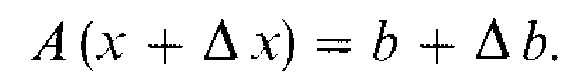 A(x + Δx) = b + Δb.